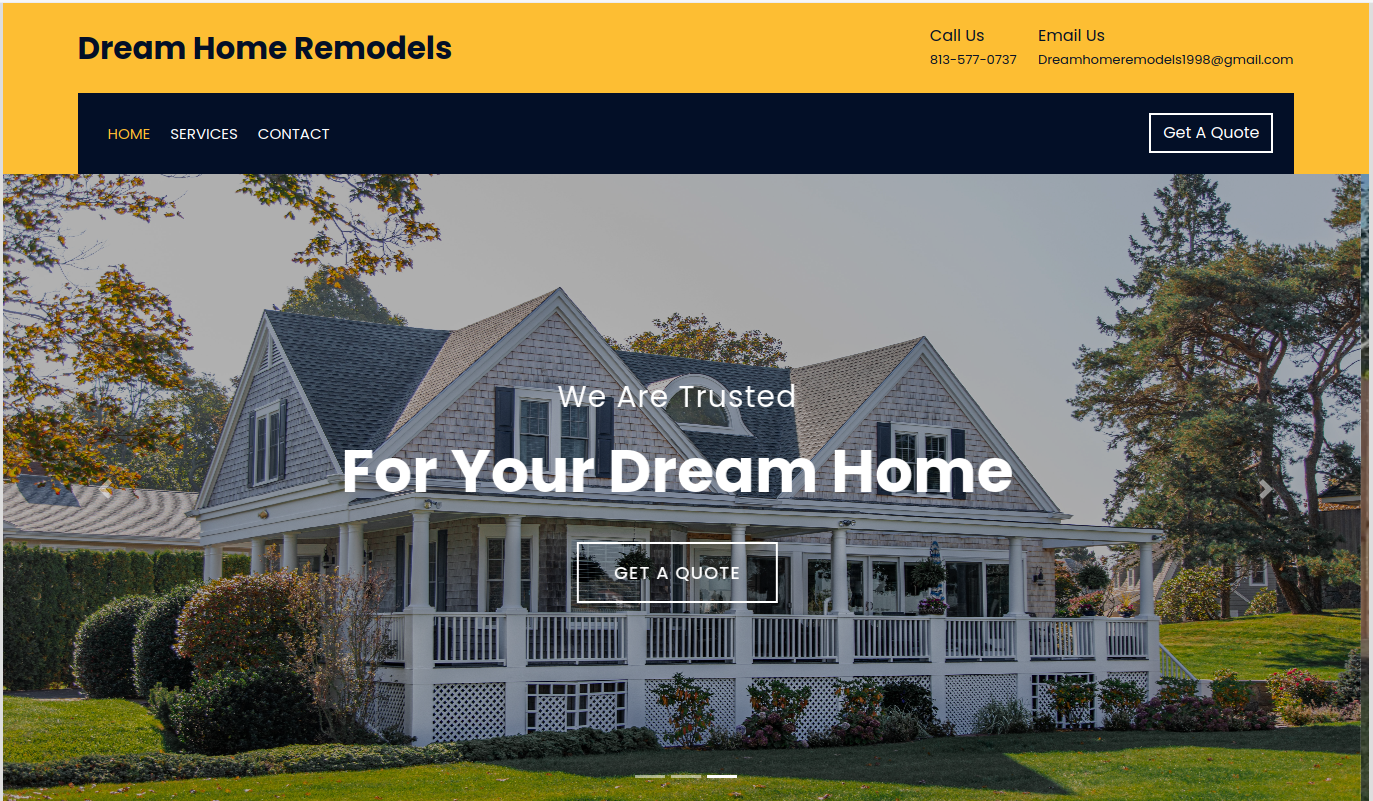 Dream Home Remodels
Call Us
813-577-0737
Email Us
Dreamhomeremodels1998@gmail.com
HOME SERVICES CONTACT
Get A Quote
We Are Trusted
For Your Dream Home
GET A QUOTE